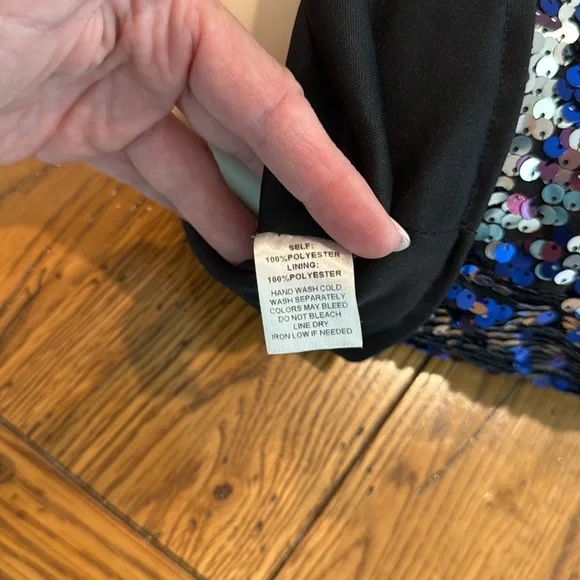 SELF:
100%POLYESTER
LINING:
100%POLYESTER
HAND WASH COLD
WASH SEPARATELY
COLORS MAY BLEED
DO NOT BLEACH
LINE DRY
IRON LOW IF NEEDED